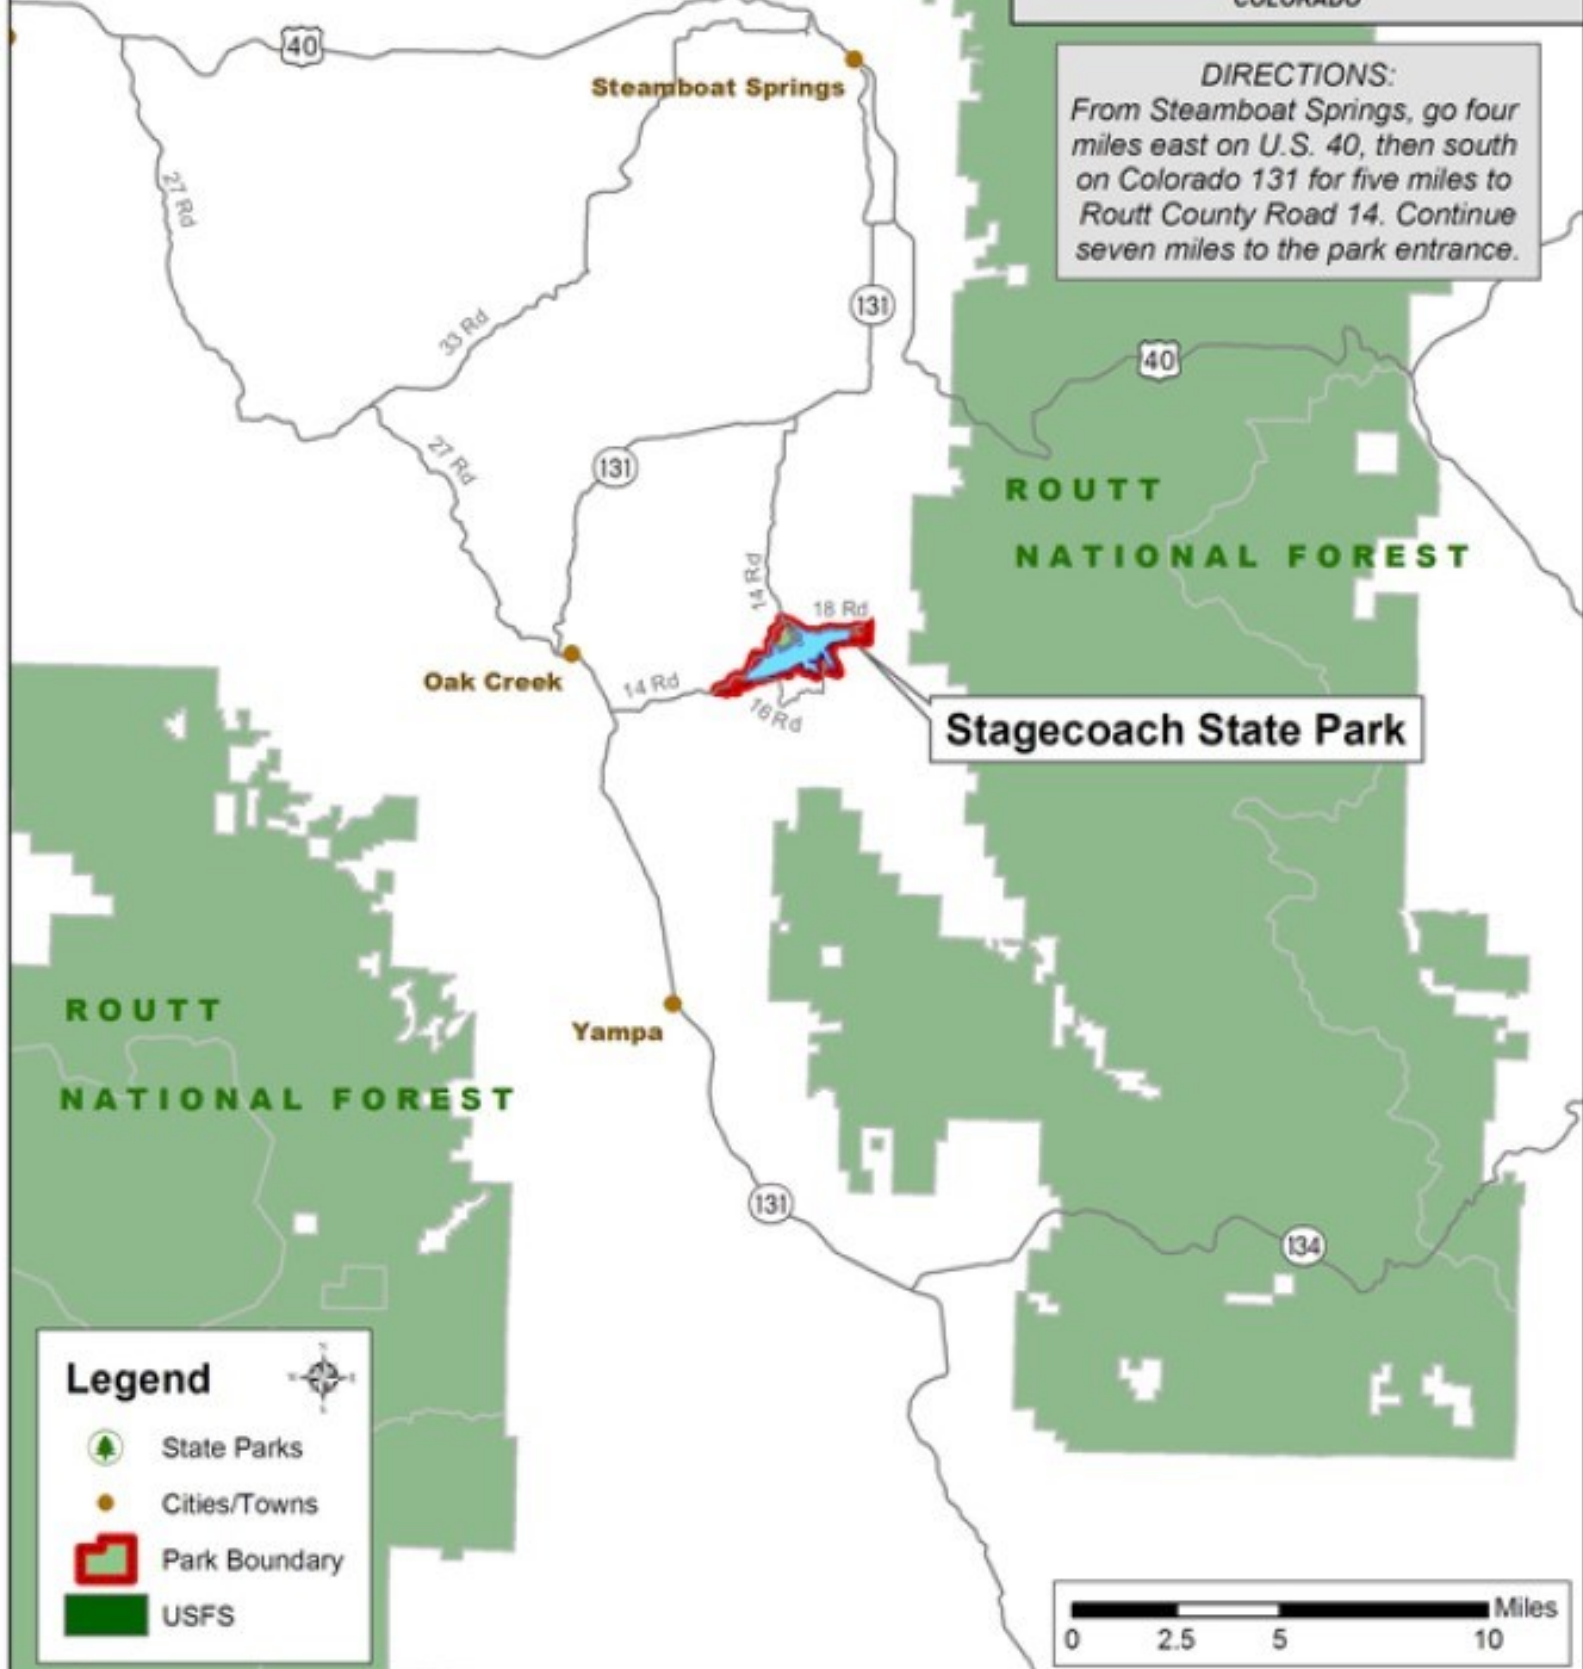 COLORADO
40
Steamboat Springs
DIRECTIONS:
From Steamboat Springs, go four
miles east on U.S. 40, then south
on Colorado 131 for five miles to
Routt County Road 14. Continue
seven miles to the park entrance.
27 Rd
33 Rd
131
40
27 Rd
131
ROUTT
NATIONAL FOREST
14 Rd
18 Rd
Oak Creek
14 Rd
16 Rd
Stagecoach State Park
ROUTT
NATIONAL FOREST
Yampa
131
134
Legend
N
State Parks
Cities/Towns
Park Boundary
USFS
Miles
0 2.5 5 10